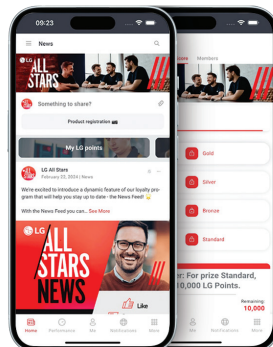 09:23
News
LG ALL
STARS
Something to share?
Product registration
My LG points
LG All Stars
February 22, 2024 | News
We're excited to introduce a dynamic feature of our loyalty pro-
gram that will help you stay up to date - the News Feed!
With the News Feed you can... See More
LG
ALL
STARS
NEWS
Like
Home
Performance
Me
Notifications
More
Members
Gold
Silver
Bronze
Standard
er: For prize Standard,
10,000 LG Points.
Remaining:
10,000
Me
Notifications
More